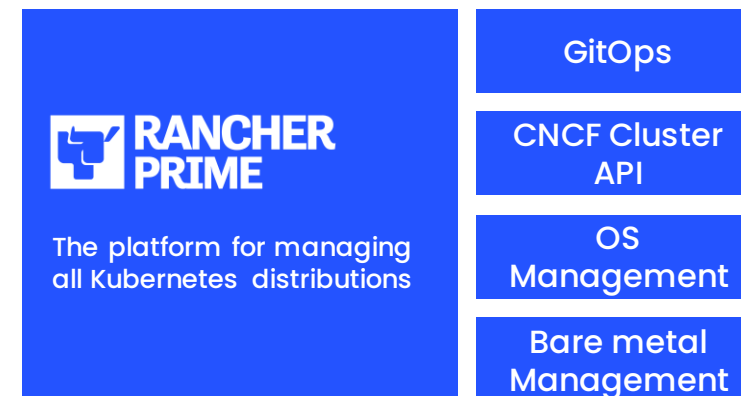 RANCHER
PRIME
The platform for managing
all Kubernetes distributions
GitOps
CNCF Cluster
API
OS
Management
Bare metal
Management